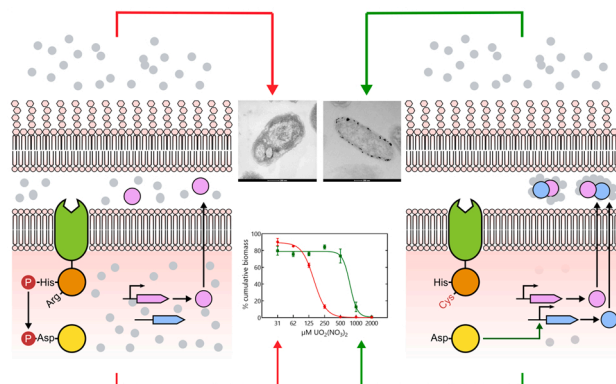 P
His
Arg
P
Asp
% cumulative biomass
100
80
60
40
20
0
31 62 125 250 500 1000 2000
μM UO₂(NO₃)₂
His
Cys
Asp